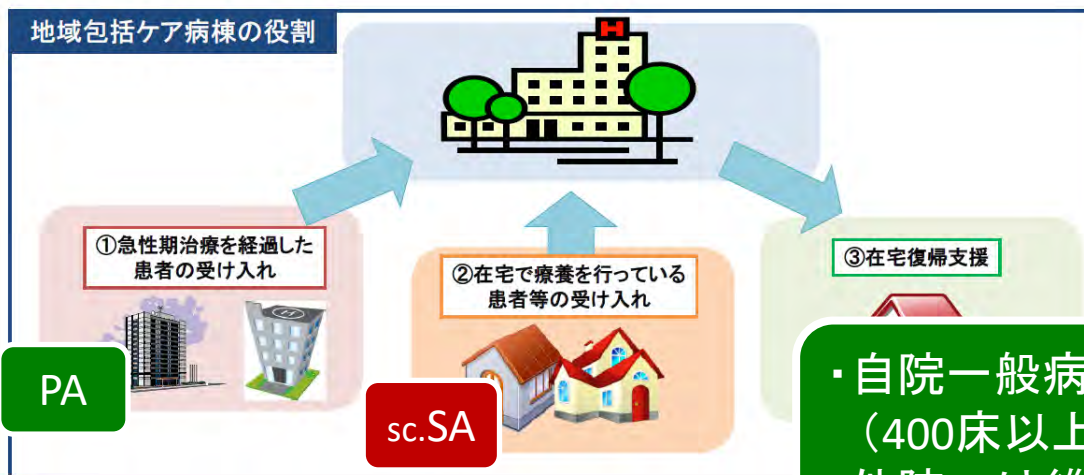 地域包括ケア病棟の役割
H
①急性期治療を経過した
患者の受け入れ
②在宅で療養を行っている
患者等の受け入れ
③在宅復帰支援
H
PA
sc.SA
・自院一般病
（400床以上